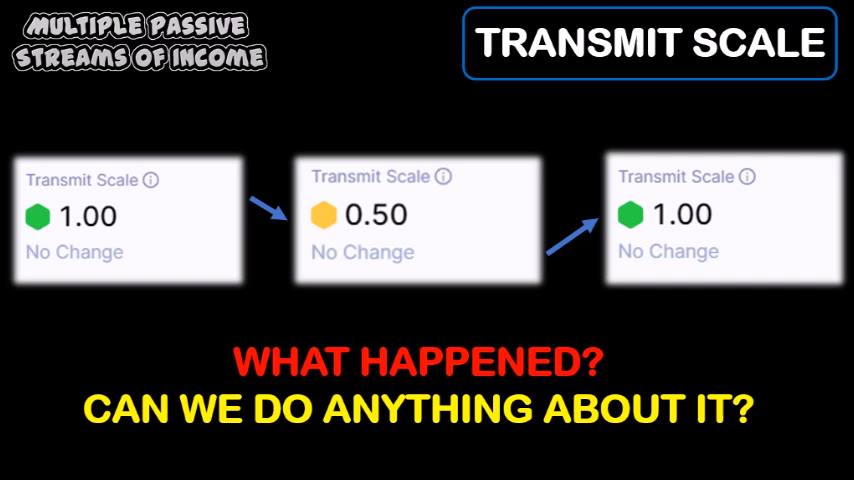 MULTIPLE PASSIVE
STREAMS OF INCOME
TRANSMIT SCALE
Transmit Scale ⓘ
1.00
No Change
Transmit Scale ⓘ
0.50
No Change
Transmit Scale ⓘ
1.00
No Change
WHAT HAPPENED?
CAN WE DO ANYTHING ABOUT IT?